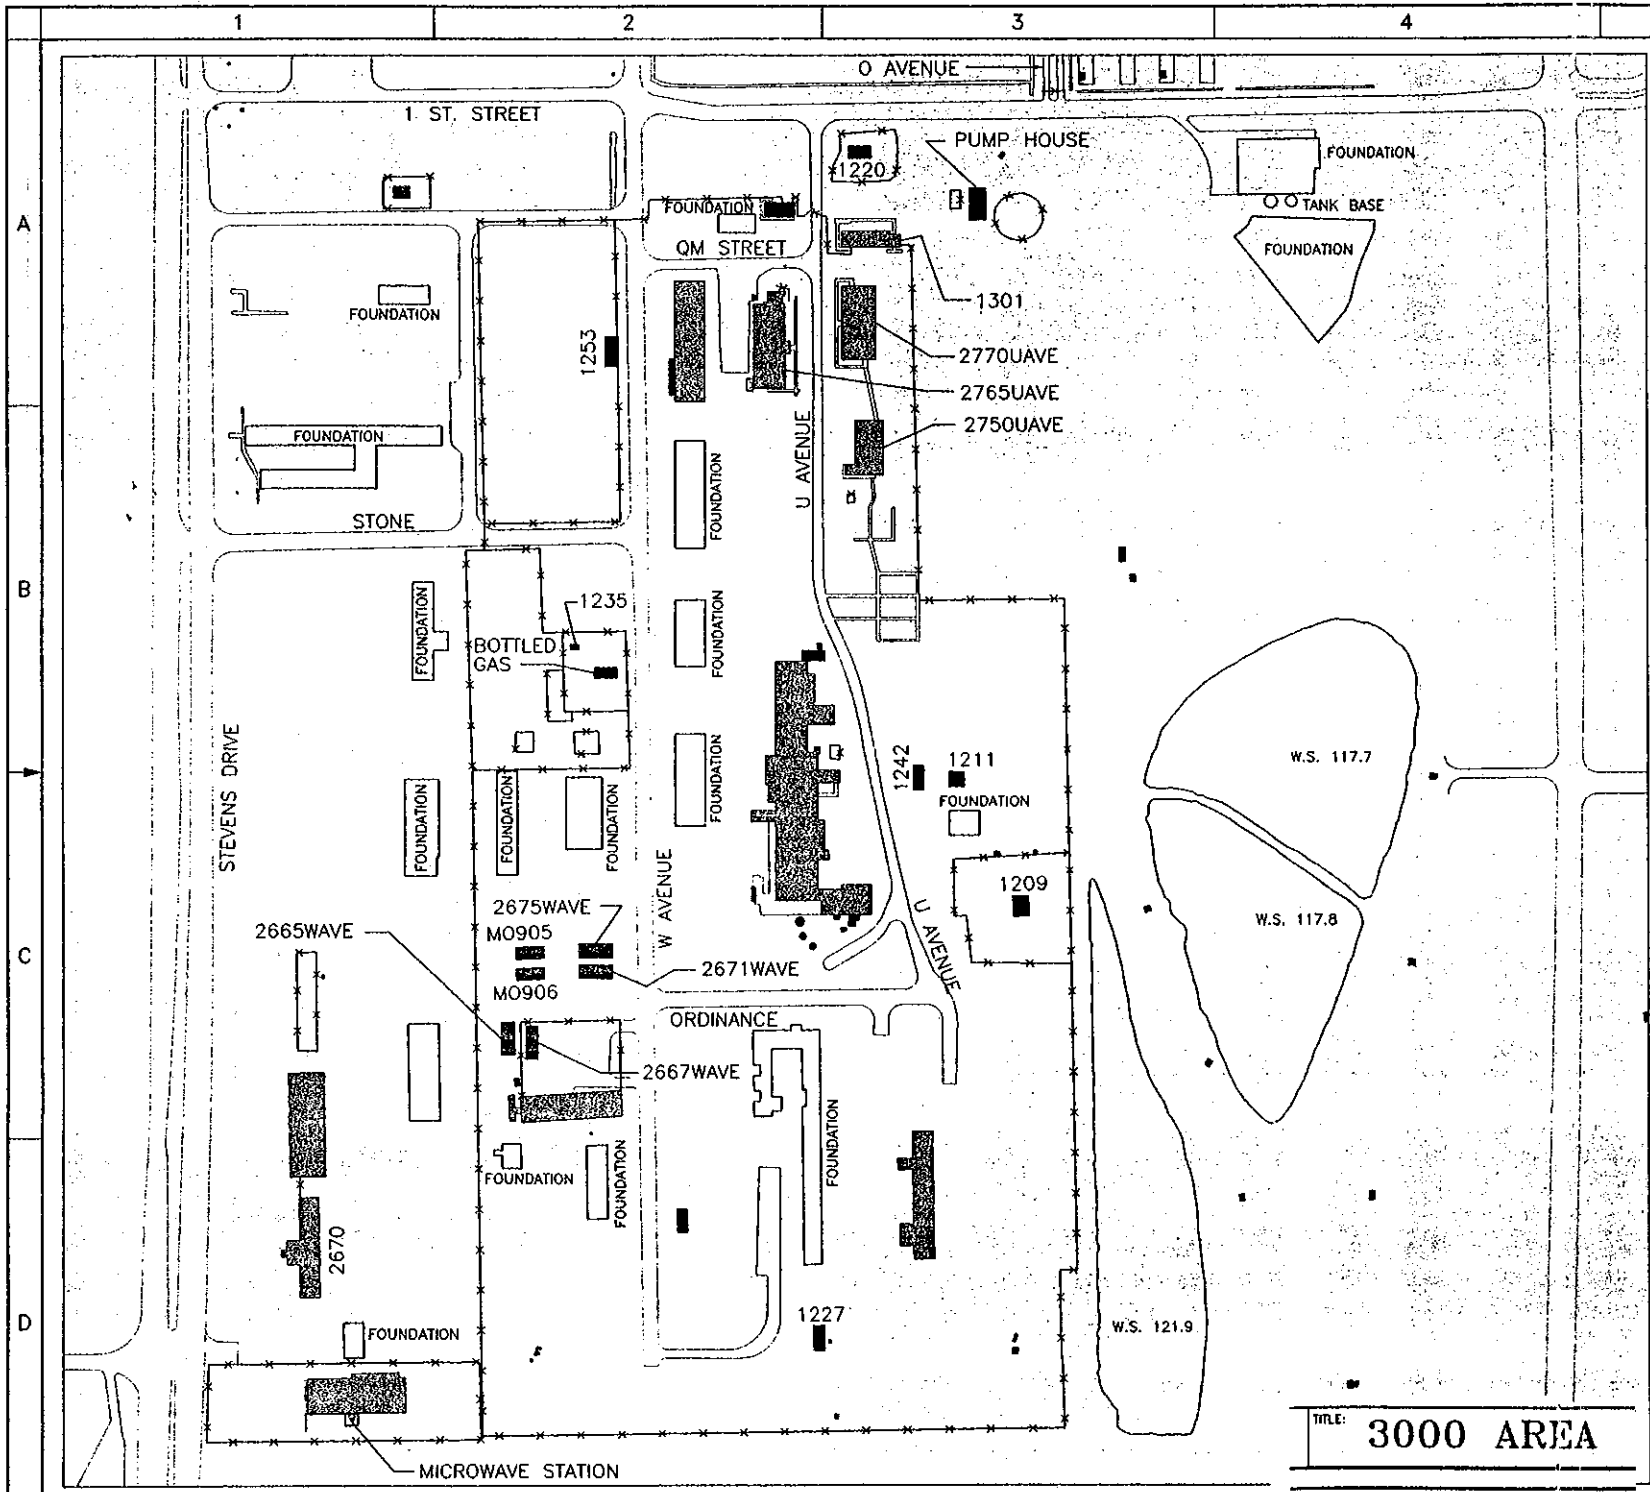 1
2
3
4
O AVENUE
1 ST. STREET
PUMP HOUSE
1220
FOUNDATION
TANK BASE
A
FOUNDATION
QM STREET
FOUNDATION
1301
FOUNDATION
1253
2770UAVE
2765UAVE
2750UAVE
U AVENUE
FOUNDATION
FOUNDATION
STONE
B
FOUNDATION
1235
BOTTLED
GAS
FOUNDATION
STEVENS DRIVE
FOUNDATION
1242
1211
W.S. 117.7
FOUNDATION
FOUNDATION
FOUNDATION
FOUNDATION
W AVENUE
1209
2675WAVE
MO905
2665WAVE
U AVENUE
W.S. 117.8
C
2671WAVE
MO906
ORDINANCE
2667WAVE
FOUNDATION
FOUNDATION
FOUNDATION
2670
D
1227
FOUNDATION
W.S. 121.9
TITLE:
3000 AREA
MICROWAVE STATION